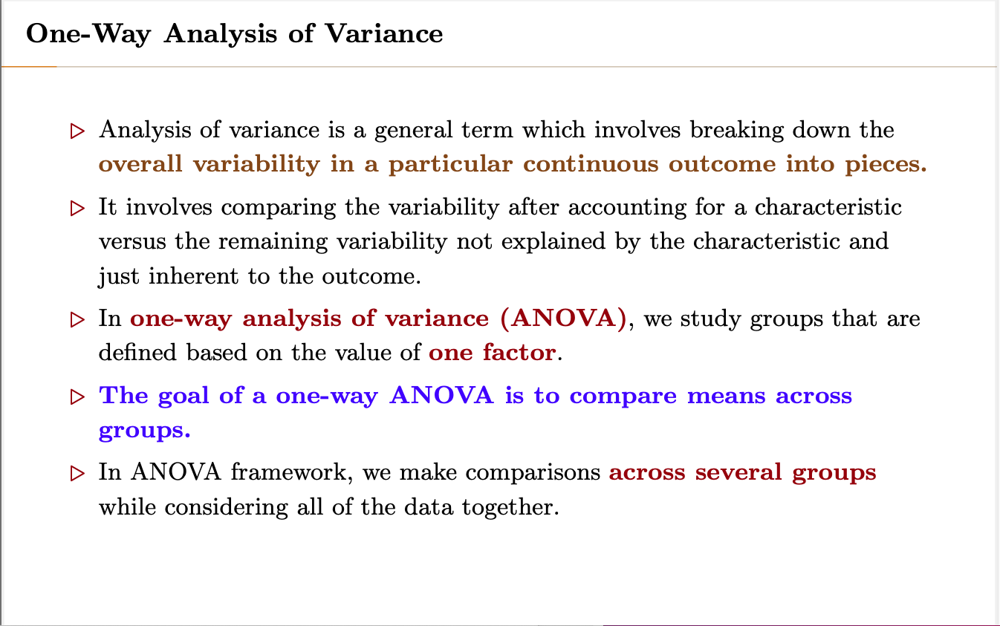 One-Way Analysis of Variance
▷ Analysis of variance is a general term which involves breaking down the
overall variability in a particular continuous outcome into pieces.
▷ It involves comparing the variability after accounting for a characteristic
versus the remaining variability not explained by the characteristic and
just inherent to the outcome.
▷ In one-way analysis of variance (ANOVA), we study groups that are
defined based on the value of one factor.
▷ The goal of a one-way ANOVA is to compare means across
groups.
▷ In ANOVA framework, we make comparisons across several groups
while considering all of the data together.